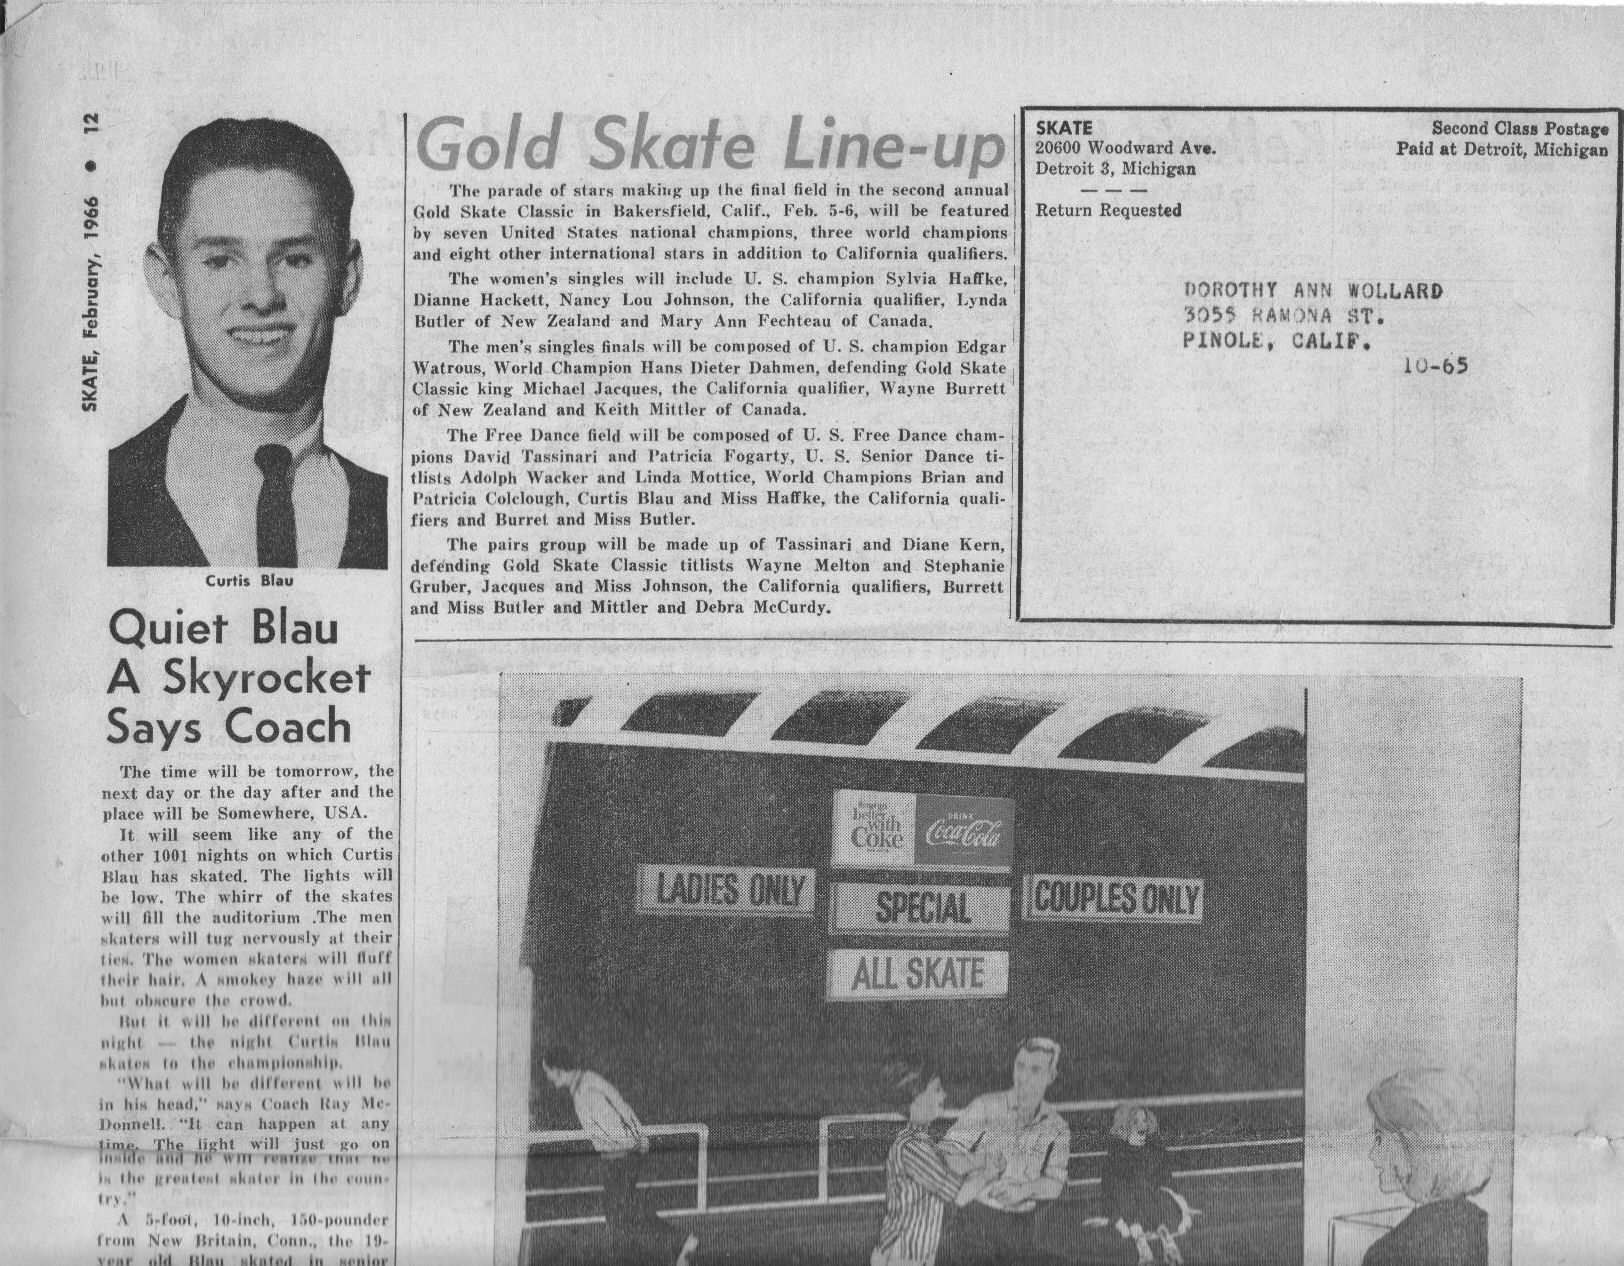 SKATE, February, 1966 • 12
Curtis Blau
Quiet Blau
A Skyrocket
Says Coach
The time will be tomorrow, the
next day or the day after and the
place will be Somewhere, USA.
It will seem like any of the
other 1001 nights on which Curtis
Blau has skated. The lights will
be low. The whirr of the skates
will fill the auditorium .The men
skaters will tug nervously at their
ties. The women skaters will fluff
their hair. A smokey haze will all
but obscure the crowd.
But it will be different on this
night — the night Curtis Blau
skates to the championship.
"What will be different will be
in his head," says Coach Ray Mc-
Donnell. "It can happen at any
time. The light will just go on
inside and he will realize that he
is the greatest skater in the coun-
try."
A 5-foot, 10-inch, 150-pounder
from New Britain, Conn., the 19-
year old Blau skated in senior
Gold Skate Line-up
The parade of stars making up the final field in the second annual
Gold Skate Classic in Bakersfield, Calif., Feb. 5-6, will be featured
by seven United States national champions, three world champions
and eight other international stars in addition to California qualifiers.
The women's singles will include U. S. champion Sylvia Haffke,
Dianne Hackett, Nancy Lou Johnson, the California qualifier, Lynda
Butler of New Zealand and Mary Ann Fechteau of Canada.
The men's singles finals will be composed of U. S. champion Edgar
Watrous, World Champion Hans Dieter Dahmen, defending Gold Skate
Classic king Michael Jacques, the California qualifier, Wayne Burrett
of New Zealand and Keith Mittler of Canada.
The Free Dance field will be composed of U. S. Free Dance cham-
pions David Tassinari and Patricia Fogarty, U. S. Senior Dance ti-
tlists Adolph Wacker and Linda Mottice, World Champions Brian and
Patricia Colclough, Curtis Blau and Miss Haffke, the California quali-
fiers and Burret and Miss Butler.
The pairs group will be made up of Tassinari and Diane Kern,
defending Gold Skate Classic titlists Wayne Melton and Stephanie
Gruber, Jacques and Miss Johnson, the California qualifiers, Burrett
and Miss Butler and Mittler and Debra McCurdy.
SKATE
20600 Woodward Ave.
Detroit 3, Michigan
— — —
Return Requested
Second Class Postage
Paid at Detroit, Michigan
DOROTHY ANN WOLLARD
3055 RAMONA ST.
PINOLE, CALIF.
10-65
better
with
Coke
DRINK
Coca-Cola
LADIES ONLY
SPECIAL
COUPLES ONLY
ALL SKATE